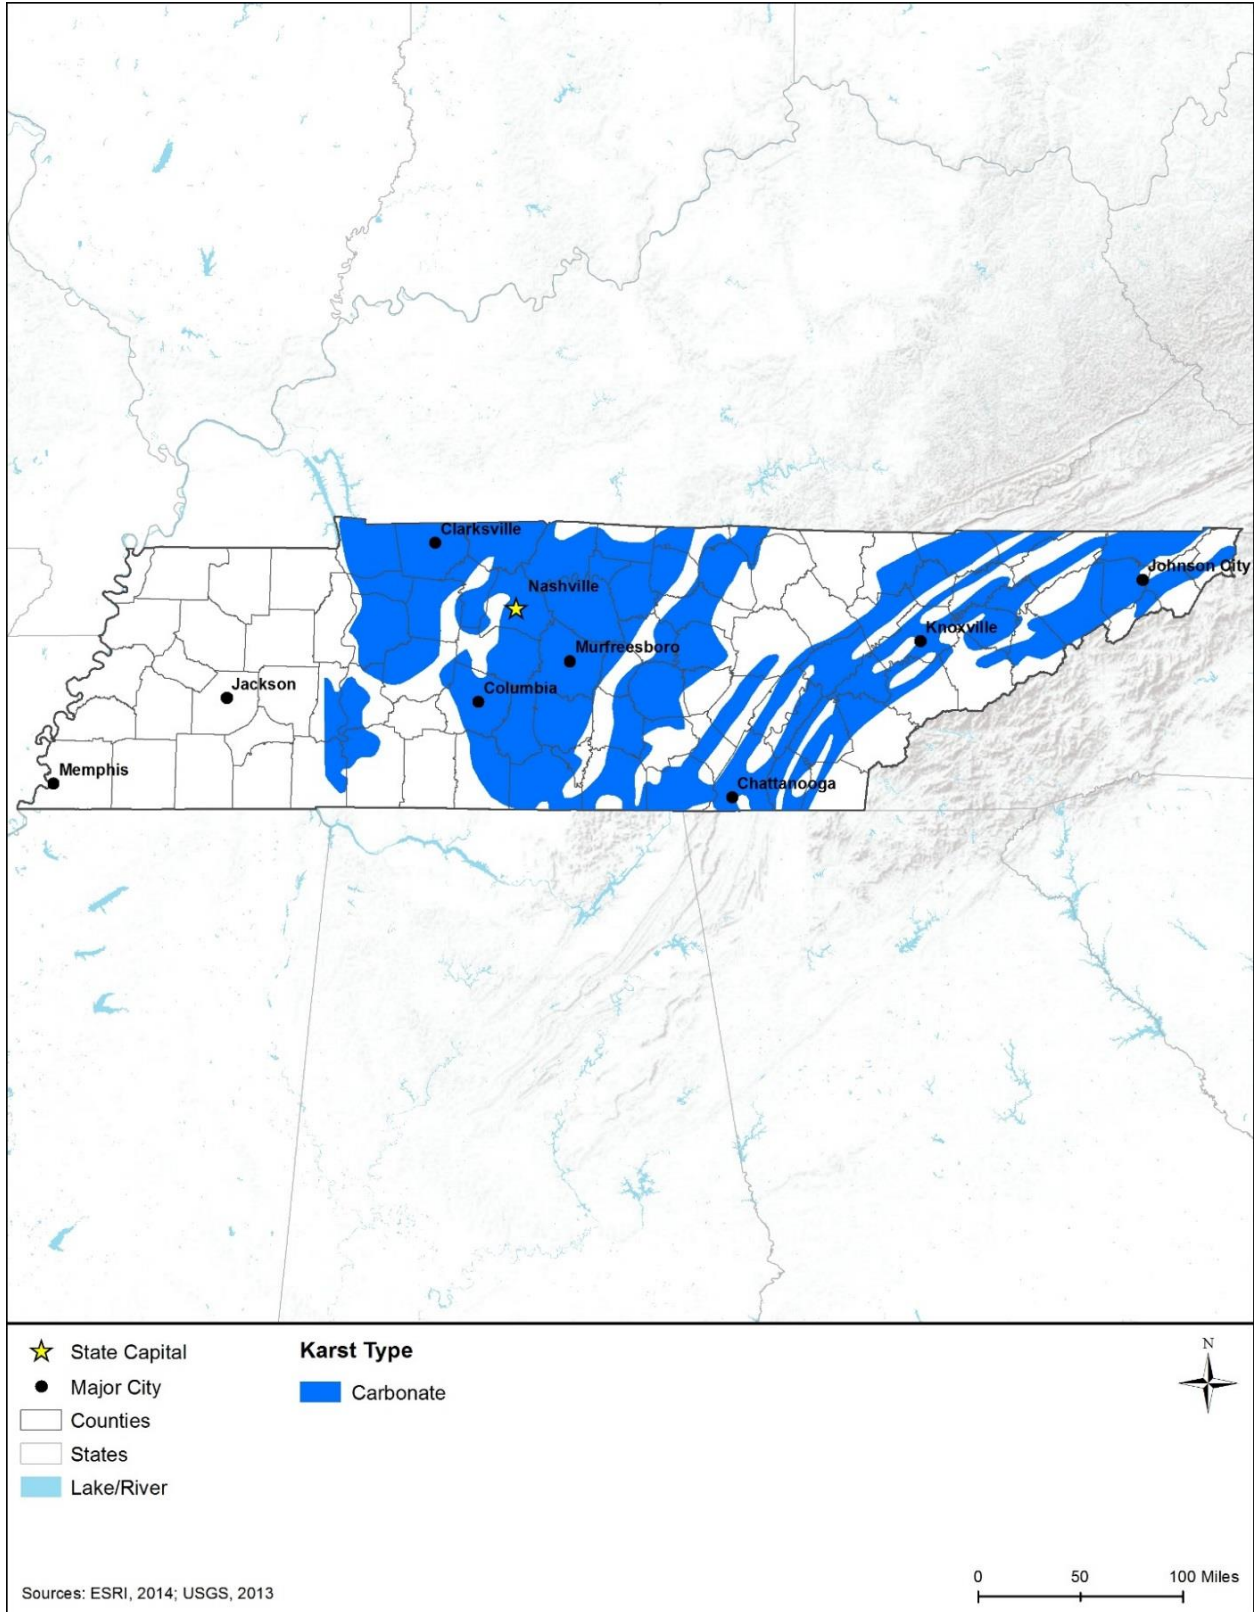 Clarksville
Nashville
Johnson City
Knoxville
Murfreesboro
Jackson
Columbia
Memphis
Chattanooga
State Capital
Major City
Counties
States
Lake/River
Karst Type
Carbonate
N
Sources: ESRI, 2014; USGS, 2013
0 50 100 Miles